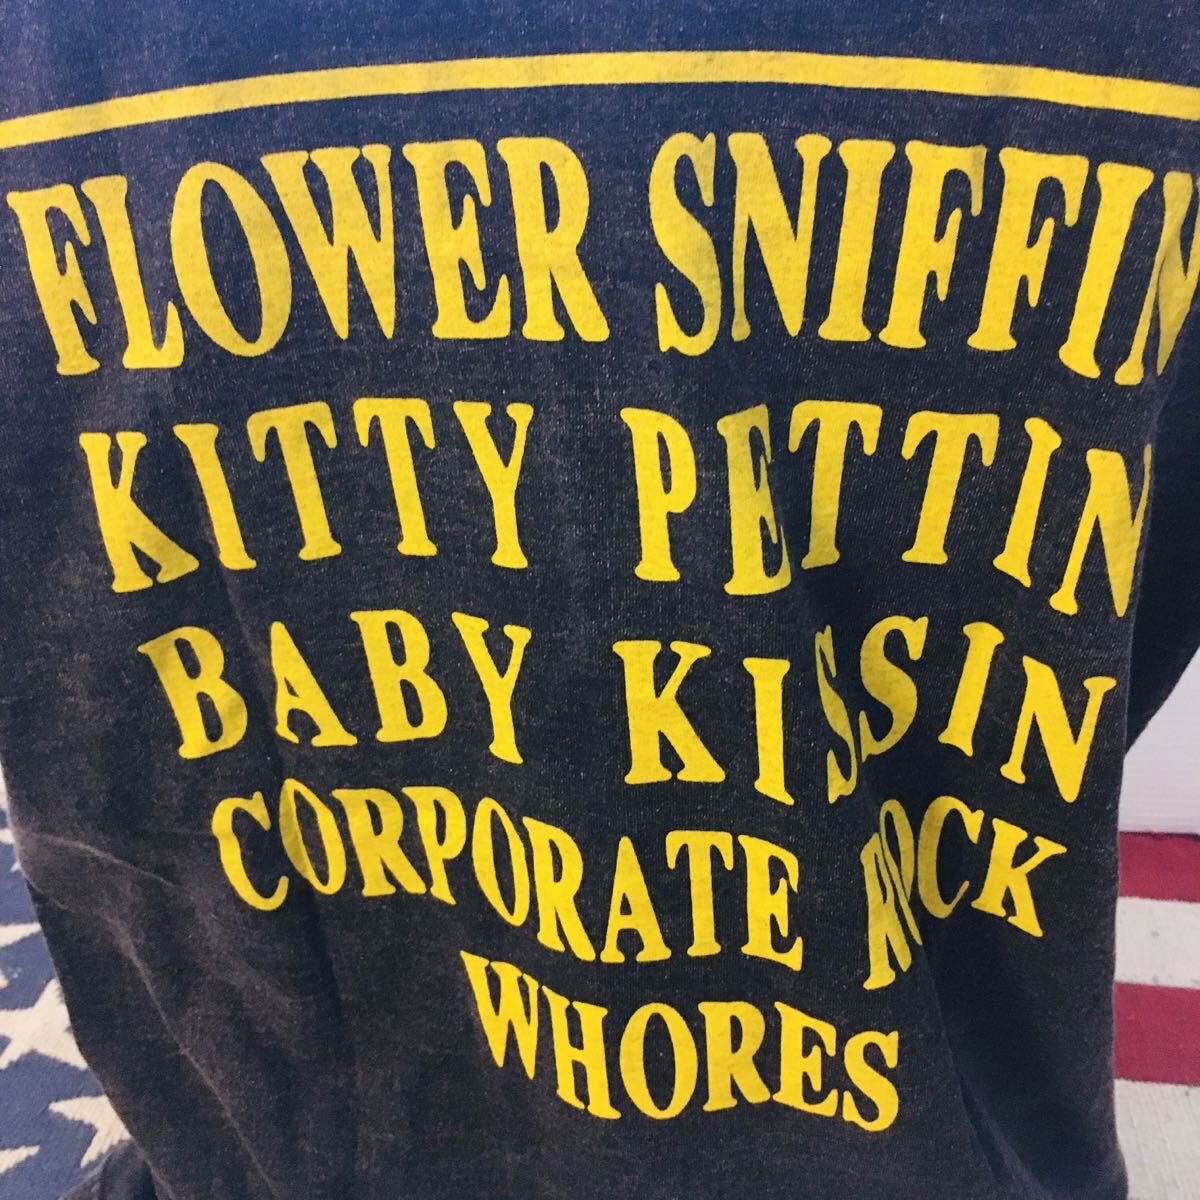 FLOWER SNIFFIN
KITTY PETTIN
BABY KISSIN
CORPORATE ROCK
WHORES